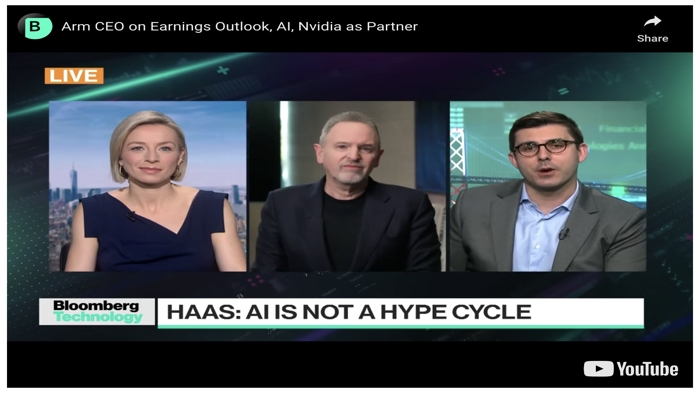 B
Arm CEO on Earnings Outlook, AI, Nvidia as Partner
Share
LIVE
Financial
Bloomberg
Technology
HAAS: AI IS NOT A HYPE CYCLE
YouTube